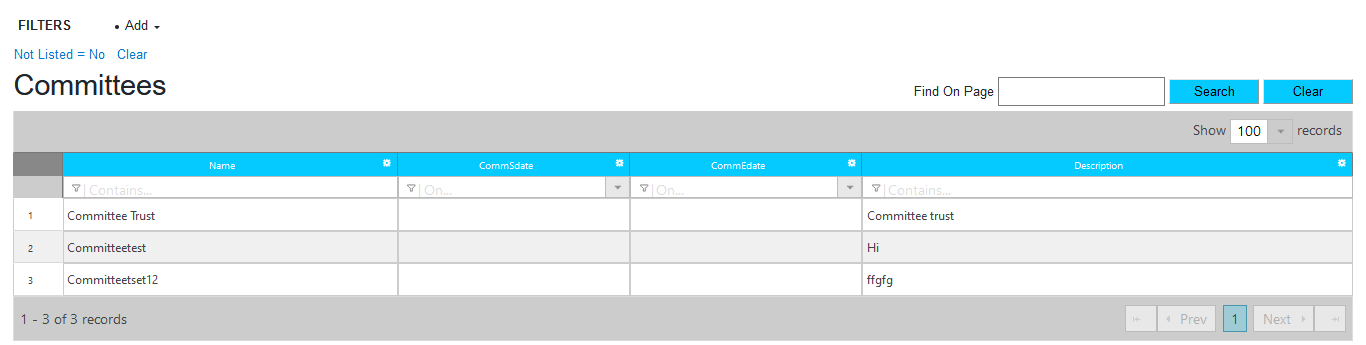 FILTERS • Add
Not Listed = No Clear
Committees
Find On Page Search Clear
Show 100 records
Name CommSdate CommEdate Description
Contains... On... On... Contains...
1 Committee Trust Committee trust
2 Committeetest Hi
3 Committeetset12 ffgfg
1 - 3 of 3 records Prev 1 Next